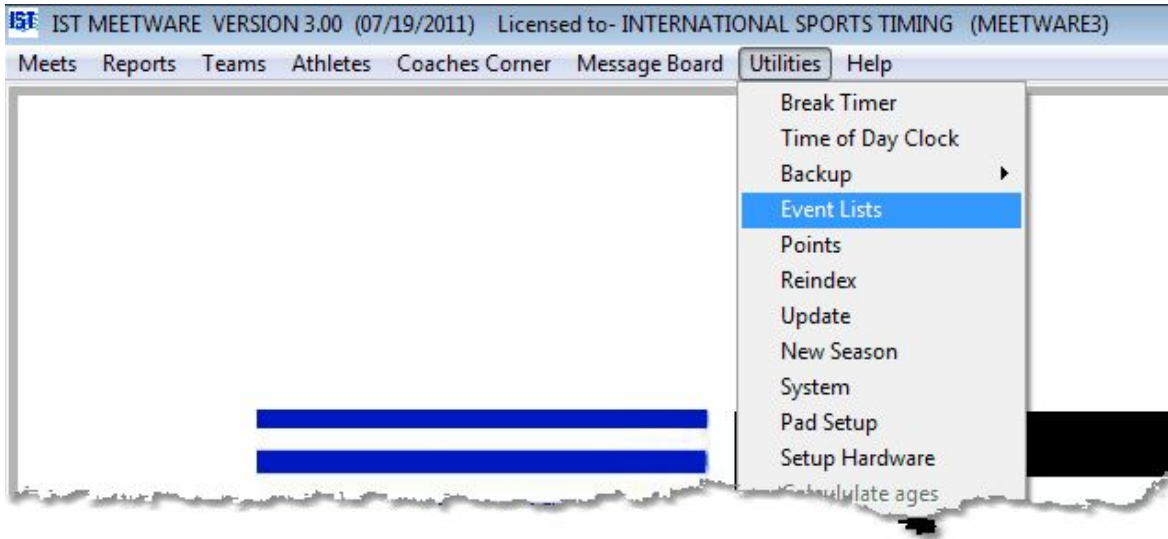 IST IST MEETWARE VERSION 3.00 (07/19/2011) Licensed to- INTERNATIONAL SPORTS TIMING (MEETWARE3)
Meets Reports Teams Athletes Coaches Corner Message Board Utilities Help
Break Timer
Time of Day Clock
Backup
Event Lists
Points
Reindex
Update
New Season
System
Pad Setup
Setup Hardware
ages